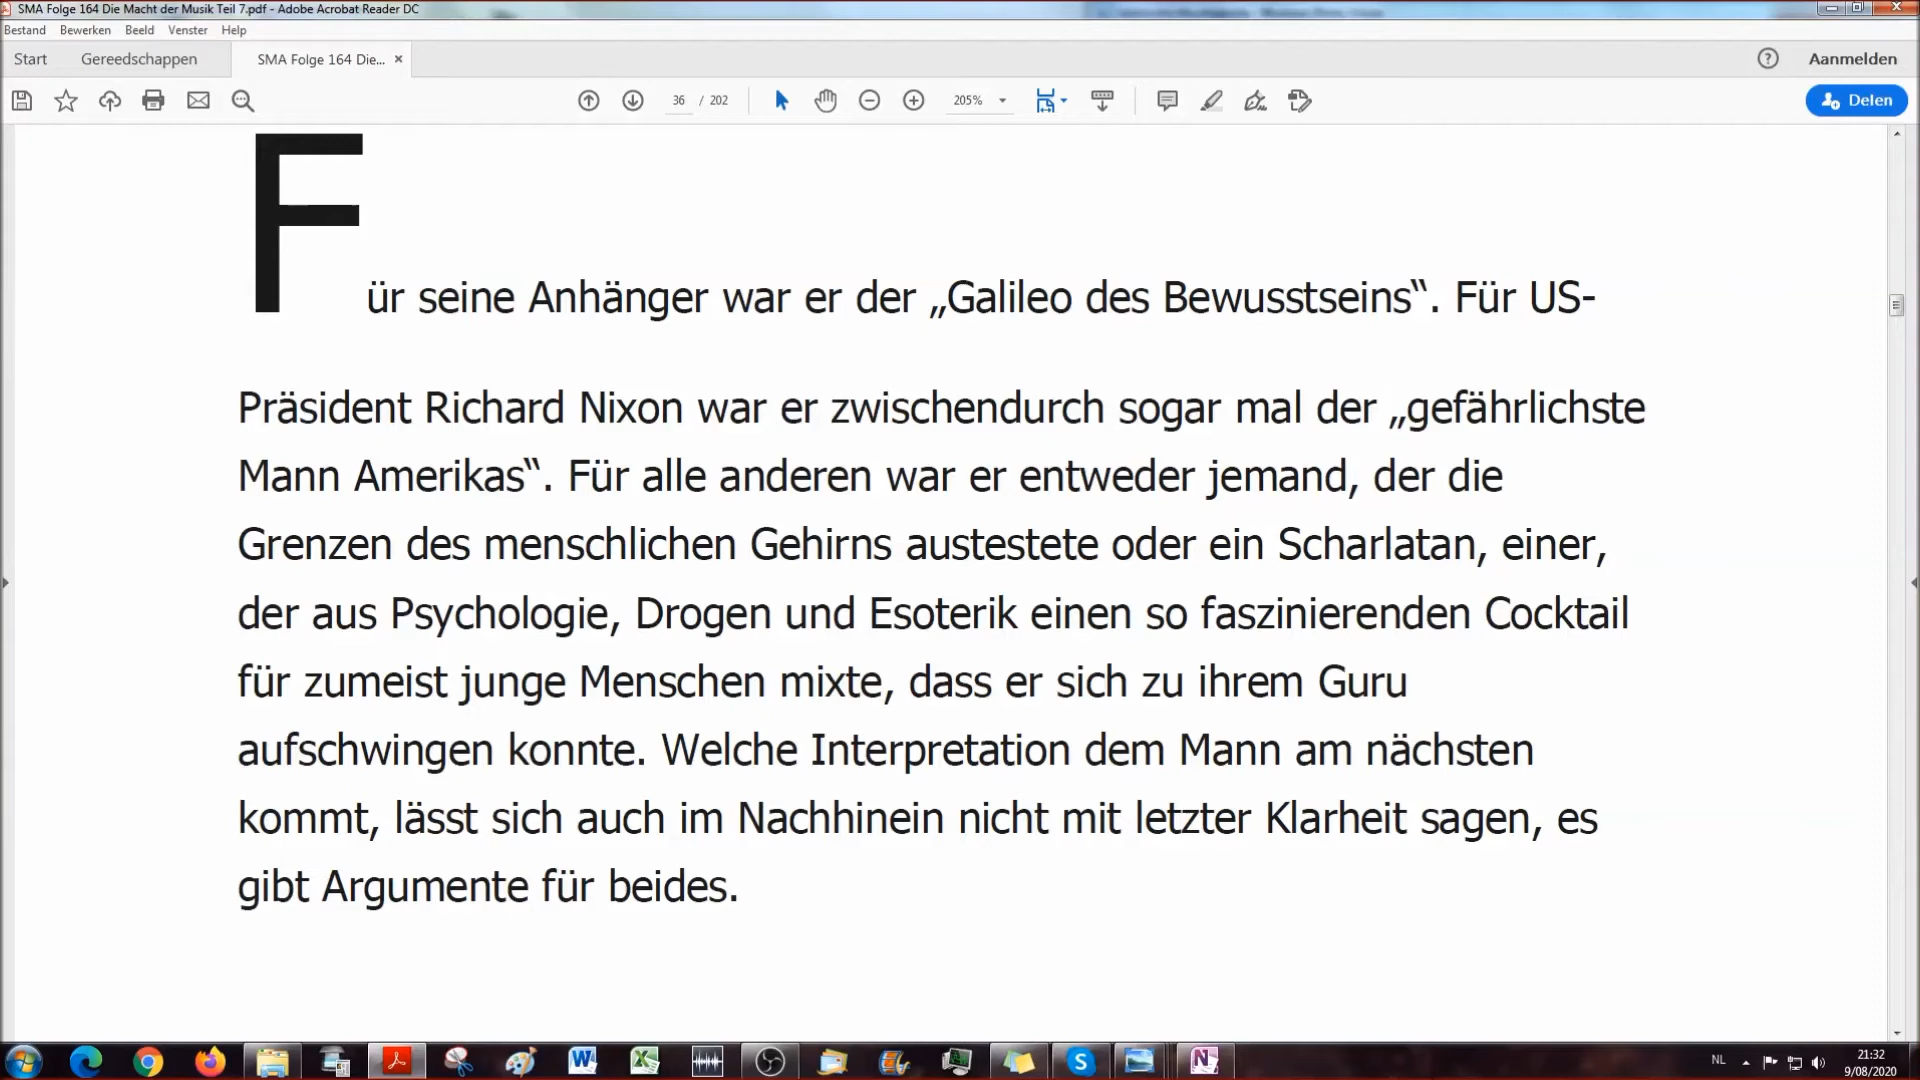 SMA Folge 164 Die Macht der Musik Teil 7.pdf - Adobe Acrobat Reader DC
Bestand Bewerken Beeld Venster Help
Start Gereedschappen SMA Folge 164 Die... × ? Aanmelden
36 / 202 205% Delen
Für seine Anhänger war er der „Galileo des Bewusstseins“. Für US-
Präsident Richard Nixon war er zwischendurch sogar mal der „gefährlichste
Mann Amerikas“. Für alle anderen war er entweder jemand, der die
Grenzen des menschlichen Gehirns austestete oder ein Scharlatan, einer,
der aus Psychologie, Drogen und Esoterik einen so faszinierenden Cocktail
für zumeist junge Menschen mixte, dass er sich zu ihrem Guru
aufschwingen konnte. Welche Interpretation dem Mann am nächsten
kommt, lässt sich auch im Nachhinein nicht mit letzter Klarheit sagen, es
gibt Argumente für beides.
NL 21:32
9/08/2020